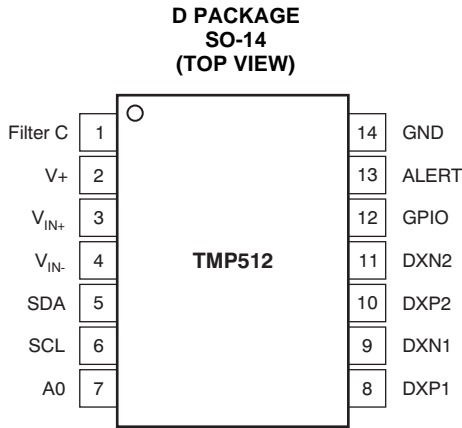 D PACKAGE
SO-14
(TOP VIEW)
Filter C 1 14 GND
V+ 2 13 ALERT
VIN+ 3 12 GPIO
VIN- 4 TMP512 11 DXN2
SDA 5 10 DXP2
SCL 6 9 DXN1
A0 7 8 DXP1